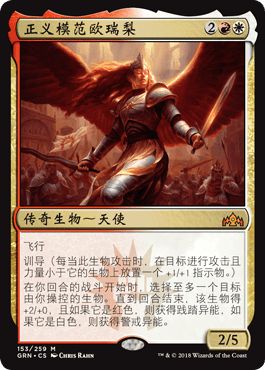 正义模范欧瑞梨 2
传奇生物～天使
飞行
训导（每当此生物攻击时，在目标进行攻击且
力量小于它的生物上放置一个 +1/+1 指示物。）
在你回合的战斗开始时，选择至多一个目标
由你操控的生物。直到回合结束，该生物得
+2/+0，且如果它是红色，则获得践踏异能，如
果它是白色，则获得警戒异能。
2/5
153/259 M
GRN • CS Chris Rahn ™ & © 2018 Wizards of the Coast